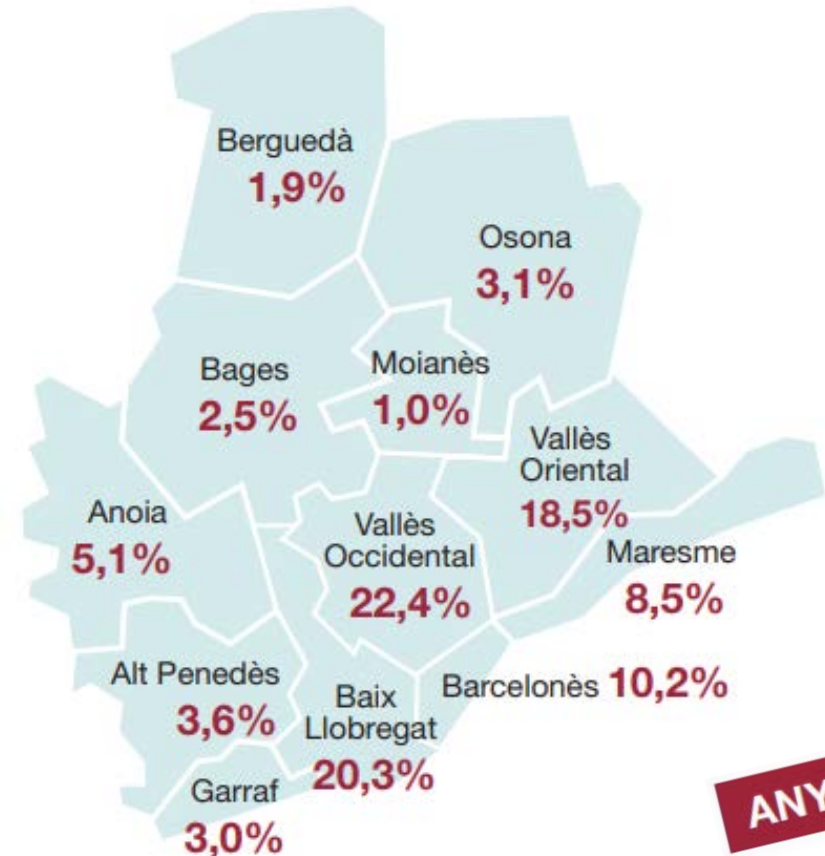 Berguedà
1,9%
Osona
3,1%
Bages
2,5%
Moianès
1,0%
Vallès
Oriental
18,5%
Anoia
5,1%
Vallès
Occidental
22,4%
Maresme
8,5%
Alt Penedès
3,6%
Baix
Llobregat
20,3%
Barcelonès 10,2%
Garraf
3,0%
ANY